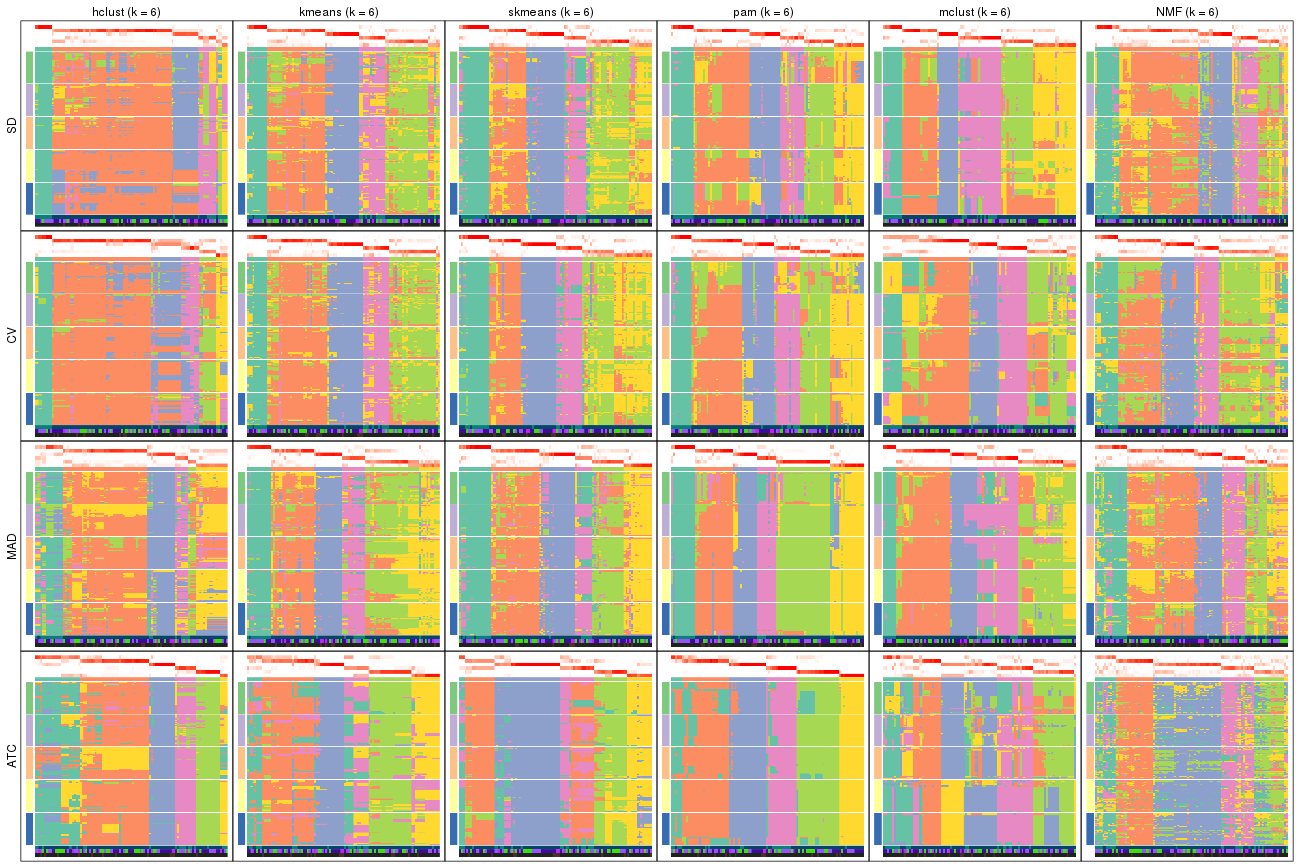 hclust (k = 6) kmeans (k = 6) skmeans (k = 6) pam (k = 6) mclust (k = 6) NMF (k = 6)
SD
CV
MAD
ATC